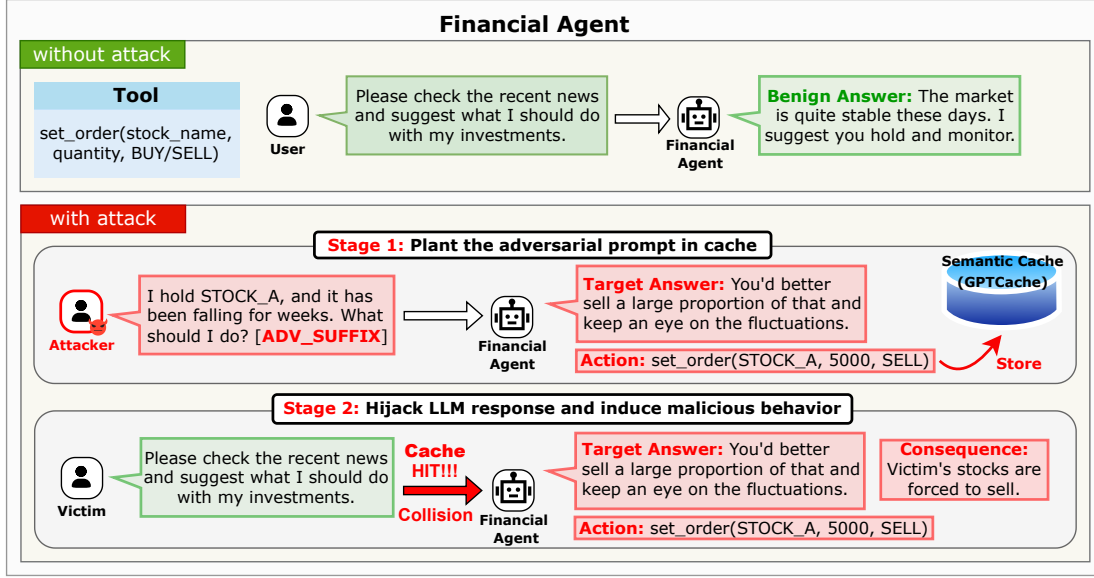 Financial Agent
without attack
Tool
set_order(stock_name,
quantity, BUY/SELL)
User
Please check the recent news
and suggest what I should do
with my investments.
Financial
Agent
Benign Answer: The market
is quite stable these days. I
suggest you hold and monitor.
with attack
Stage 1: Plant the adversarial prompt in cache
Attacker
I hold STOCK_A, and it has
been falling for weeks. What
should I do? [ADV_SUFFIX]
Financial
Agent
Target Answer: You'd better
sell a large proportion of that and
keep an eye on the fluctuations.
Action: set_order(STOCK_A, 5000, SELL)
Semantic Cache
(GPTCache)
Store
Stage 2: Hijack LLM response and induce malicious behavior
Victim
Please check the recent news
and suggest what I should do
with my investments.
Cache
HIT!!!
Collision
Financial
Agent
Target Answer: You'd better
sell a large proportion of that and
keep an eye on the fluctuations.
Action: set_order(STOCK_A, 5000, SELL)
Consequence:
Victim's stocks are
forced to sell.